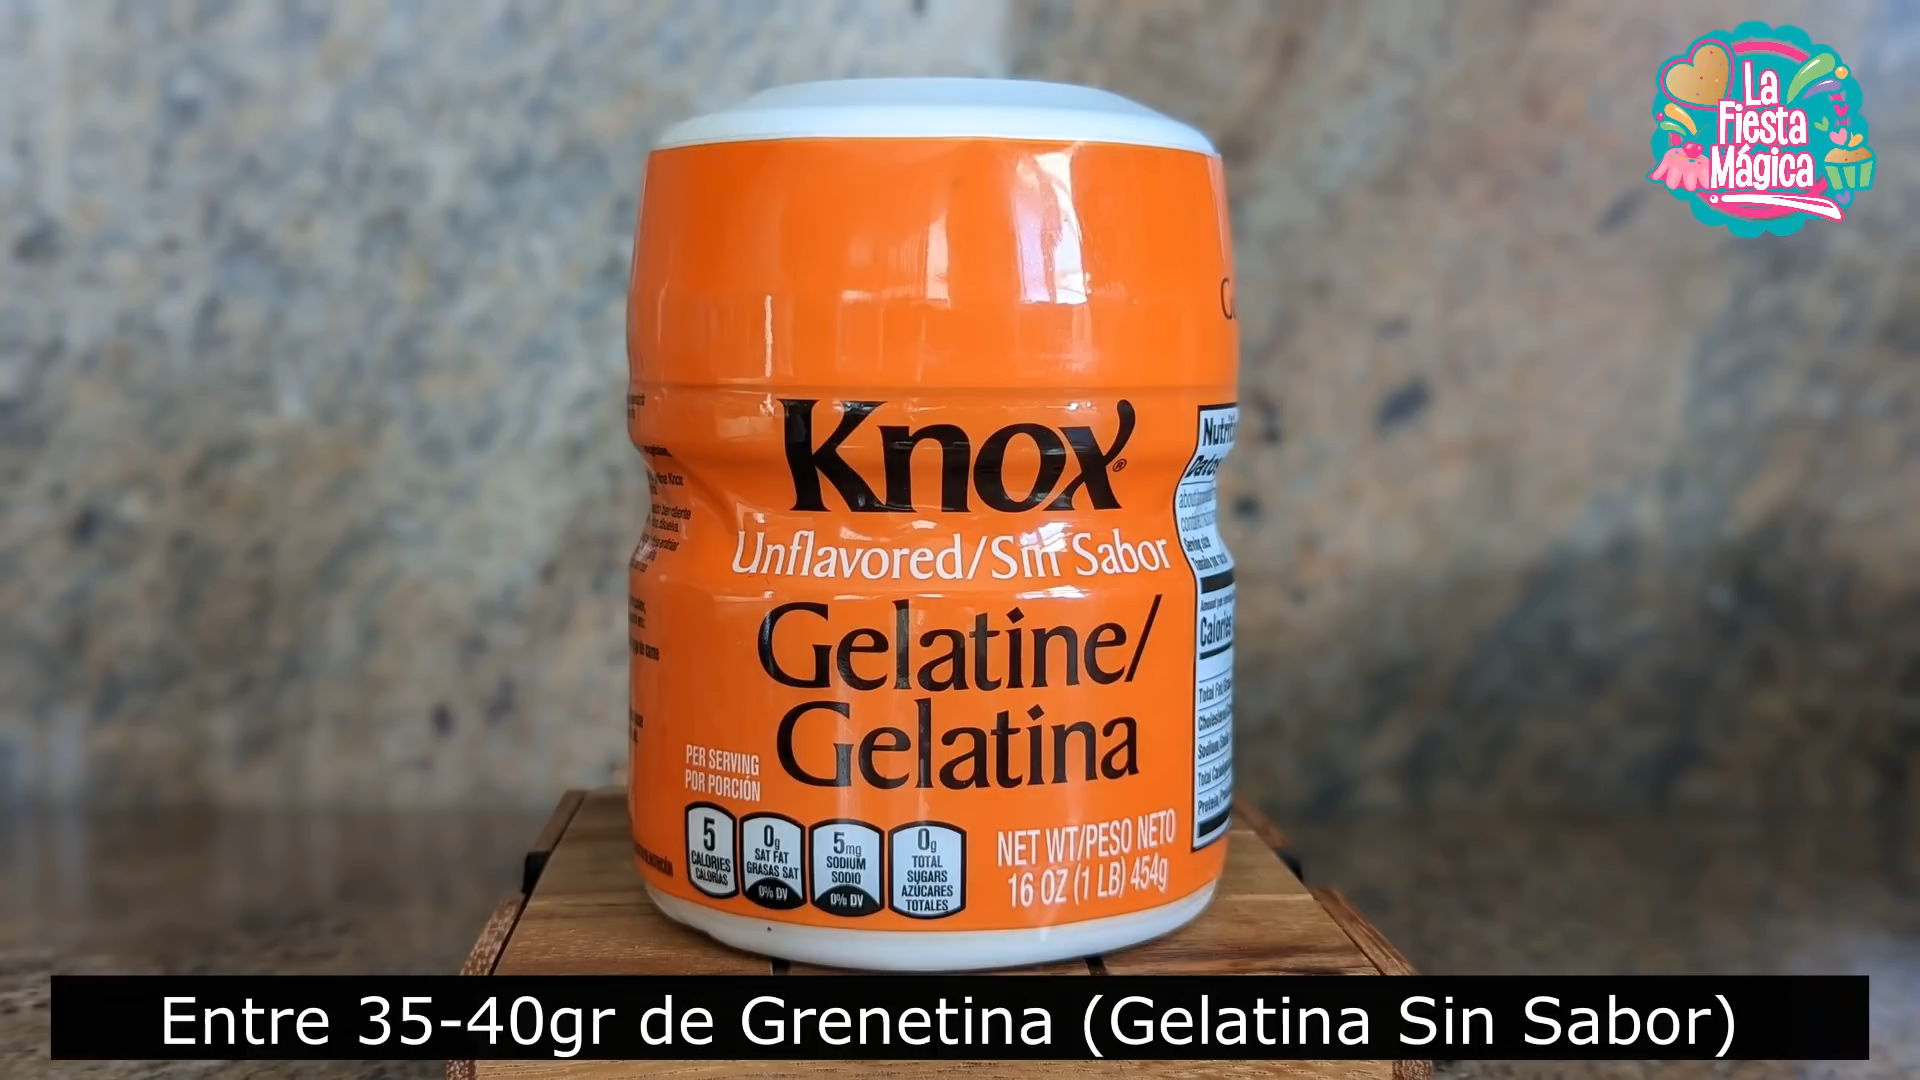 La
Fiesta
Mágica
Knox®
Unflavored/Sin Sabor
Gelatine/
Gelatina
PER SERVING
POR PORCIÓN
5
CALORIES
CALORÍAS
0g
SAT FAT
GRASAS SAT
0% DV
5mg
SODIUM
SODIO
0% DV
0g
TOTAL
SUGARS
AZÚCARES
TOTALES
NET WT/PESO NETO
16 OZ (1 LB) 454g
Calories
Entre 35-40gr de Grenetina (Gelatina Sin Sabor)